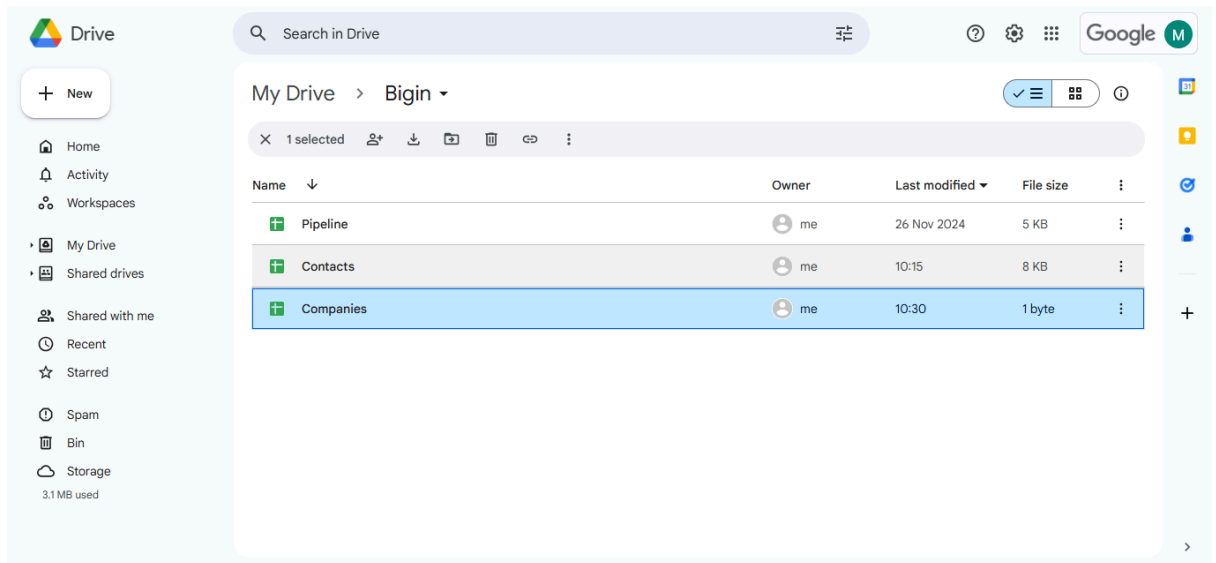 Drive
Search in Drive
Google M
New
My Drive > Bigin
31
1 selected
Home
Activity
Workspaces
My Drive
Shared drives
Shared with me
Recent
Starred
Spam
Bin
Storage
3.1 MB used
Name Owner Last modified File size
Pipeline me 26 Nov 2024 5 KB
Contacts me 10:15 8 KB
Companies me 10:30 1 byte